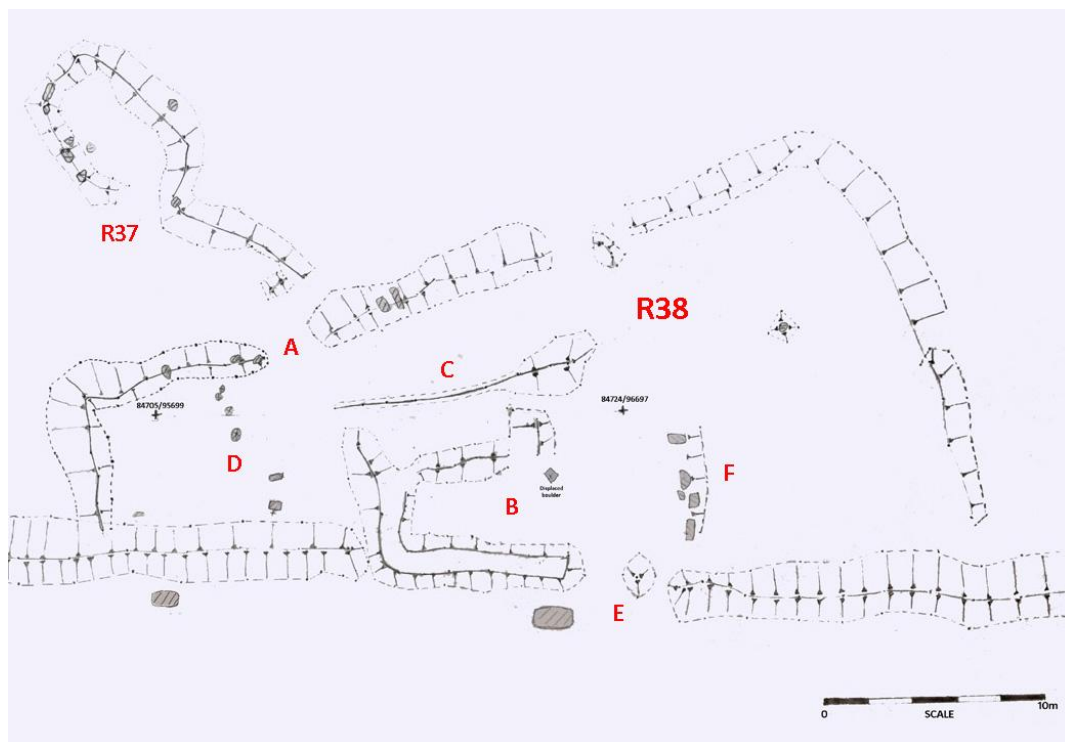 R37
R38
A
C
84705/95699
84724/96697
D
F
Displaced
boulder
B
E
0
SCALE
10m